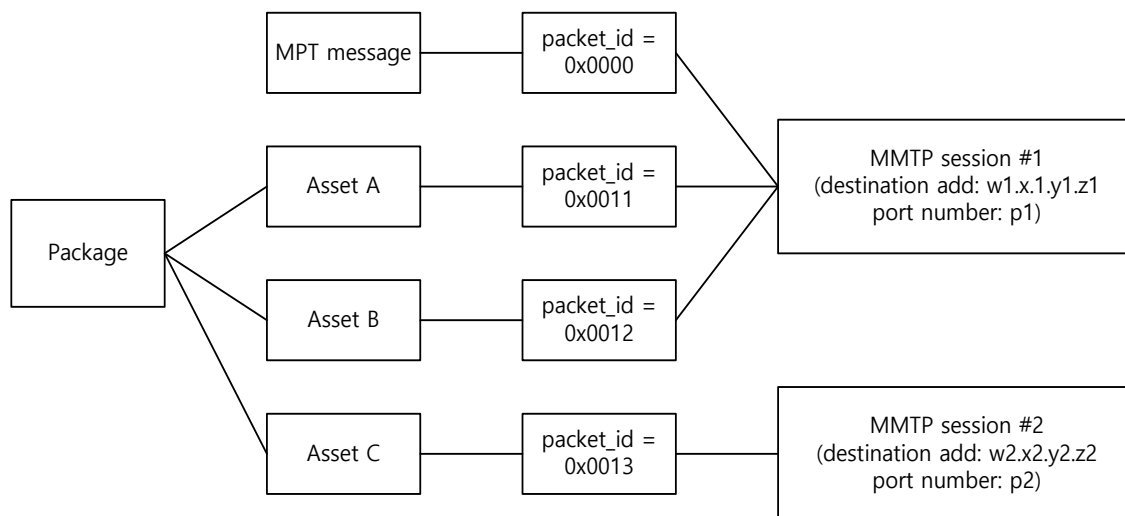 MPT message
packet_id =
0x0000
MMTP session #1
(destination add: w1.x.1.y1.z1
port number: p1)
Asset A
packet_id =
0x0011
Package
Asset B
packet_id =
0x0012
MMTP session #2
(destination add: w2.x2.y2.z2
port number: p2)
Asset C
packet_id =
0x0013